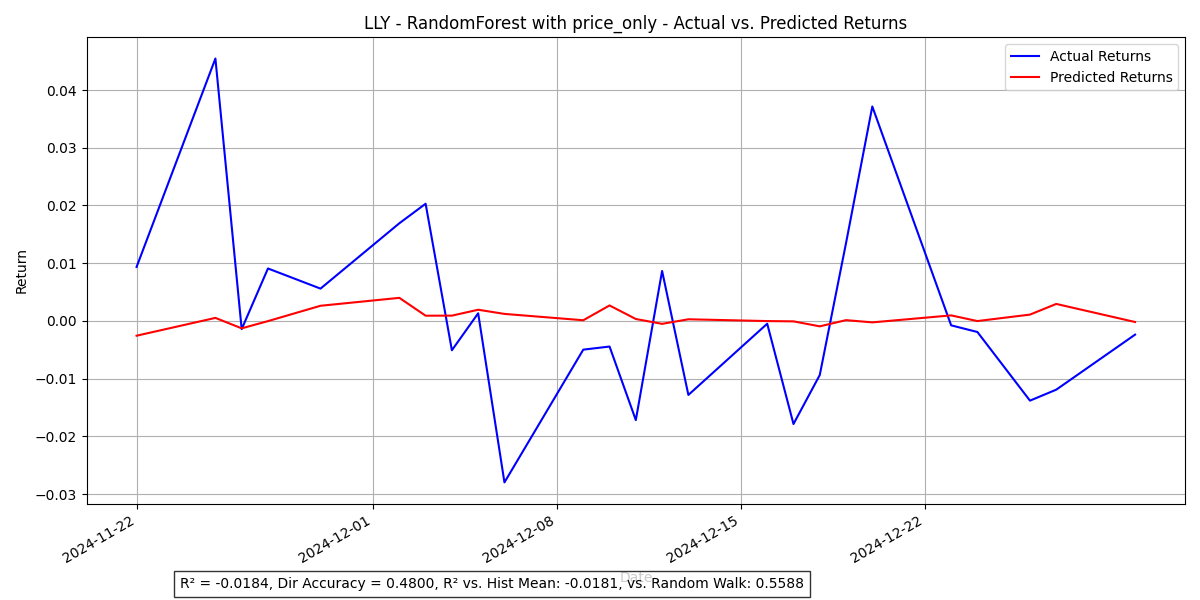 LLY - RandomForest with price_only - Actual vs. Predicted Returns
Actual Returns
Predicted Returns
Return
0.04
0.03
0.02
0.01
0.00
−0.01
−0.02
−0.03
2024-11-22
2024-12-01
2024-12-08
2024-12-15
2024-12-22
Date
R² = -0.0184, Dir Accuracy = 0.4800, R² vs. Hist Mean: -0.0181, vs. Random Walk: 0.5588